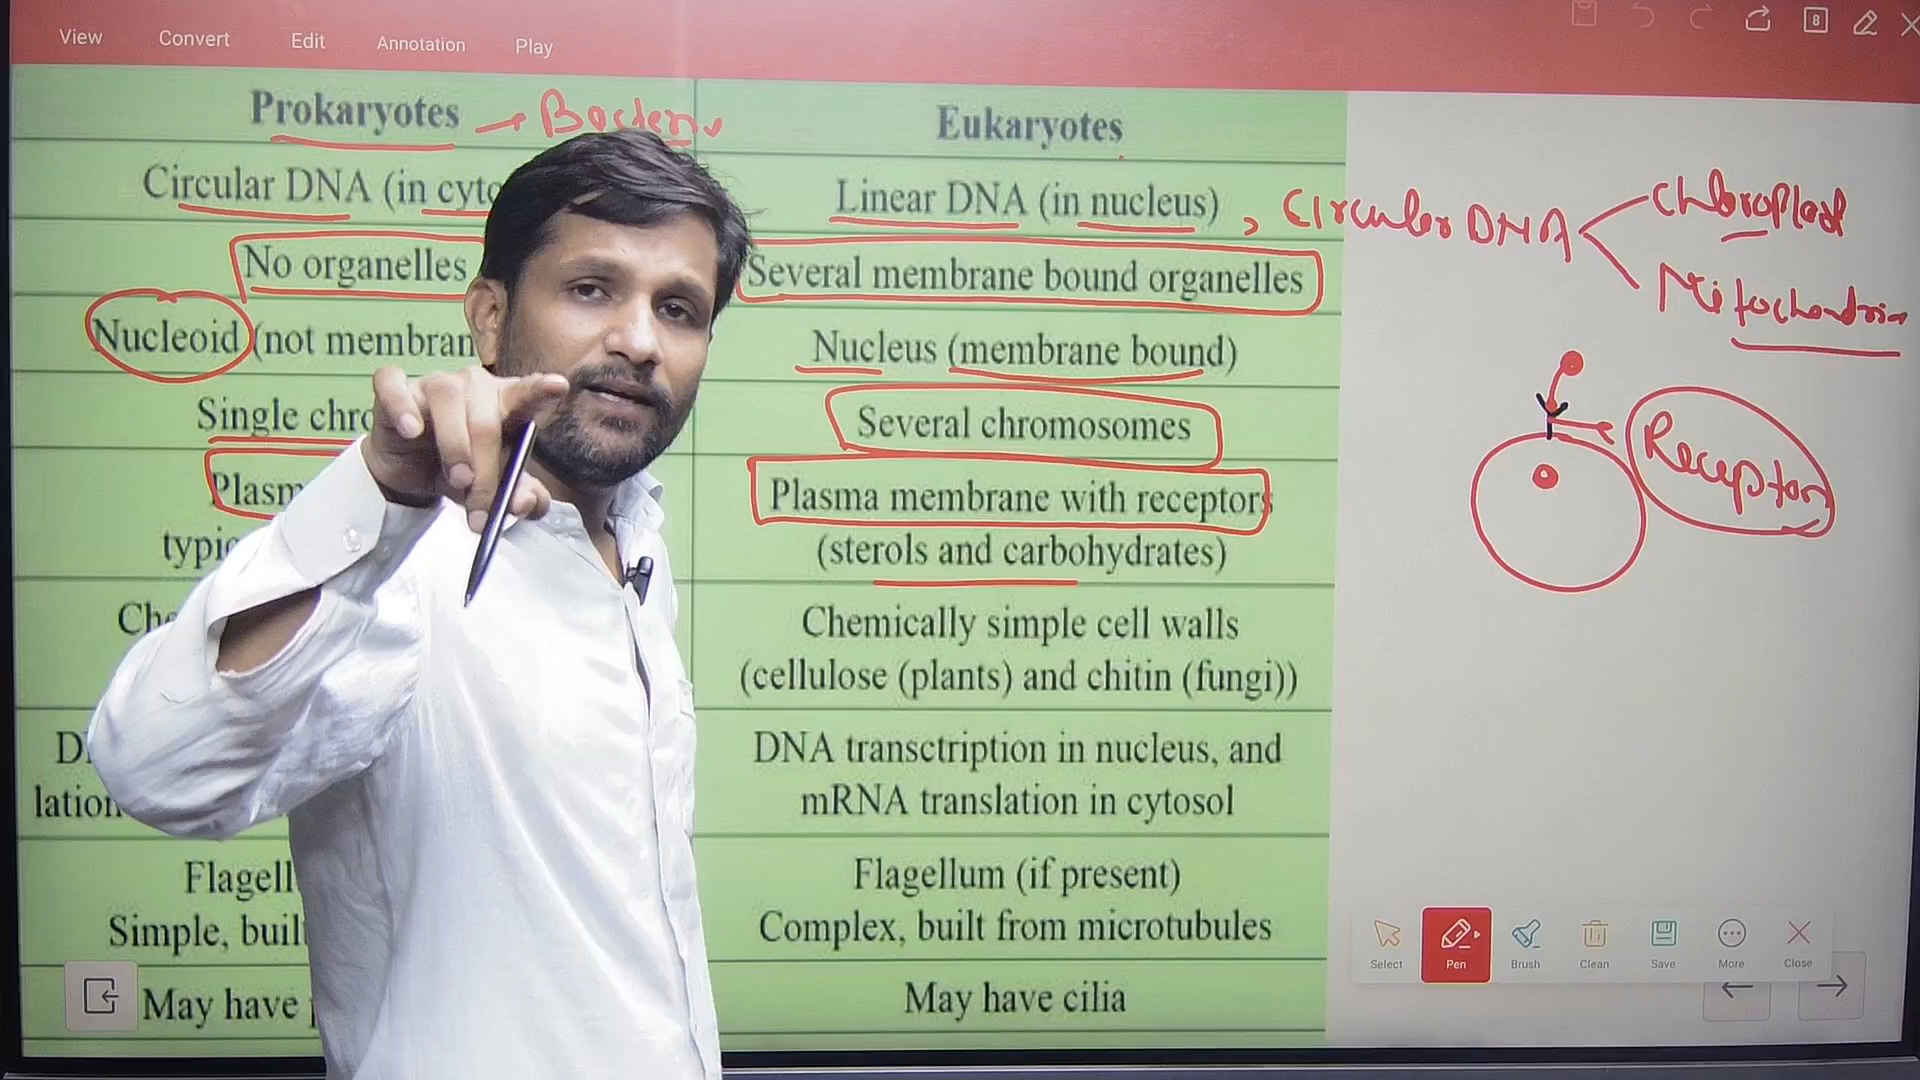 View Convert Edit Annotation Play
8
Prokaryotes → Bacteria
Eukaryotes
Circular DNA (in cyto
Linear DNA (in nucleus) , Circular DNA
Chloroplast
Mitochondria
No organelles
Several membrane bound organelles
Nucleoid (not membran
Nucleus (membrane bound)
Single chro
Several chromosomes
Receptor
Plasm
Plasma membrane with receptors
typic
(sterols and carbohydrates)
Che
Chemically simple cell walls
(cellulose (plants) and chitin (fungi))
DNA transctription in nucleus, and
lation
mRNA translation in cytosol
Flagell
Flagellum (if present)
Simple, buil
Complex, built from microtubules
May have
May have cilia
Select Pen Brush Clean Save More Close